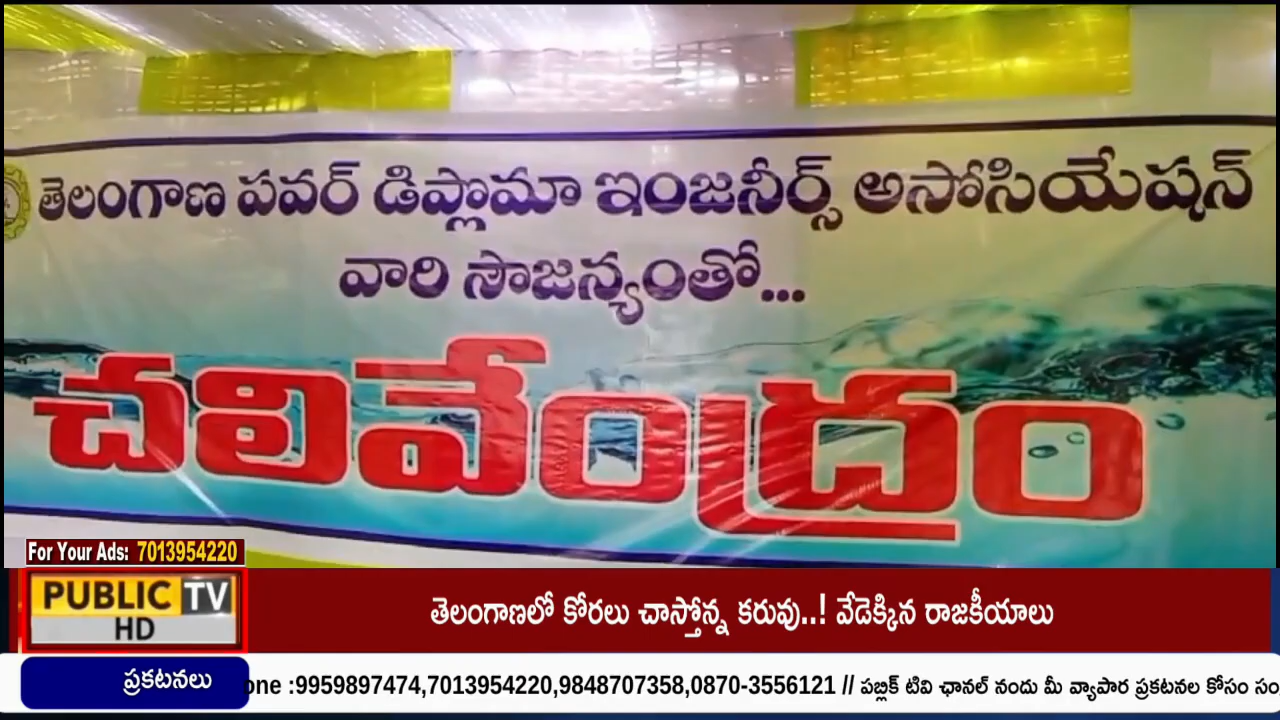 తెలంగాణ పవర్ డిప్లొమా ఇంజనీర్స్ అసోసియేషన్
వారి సౌజన్యంతో...
చలివేంద్రం
For Your Ads: 7013954220
PUBLIC TV
HD
తెలంగాణలో కోరలు చాస్తోన్న కరువు..! వేడెక్కిన రాజకీయాలు
ప్రకటనలు
one :9959897474,7013954220,9848707358,0870-3556121 // పబ్లిక్ టివి ఛానల్ నందు మీ వ్యాపార ప్రకటనల కోసం సం